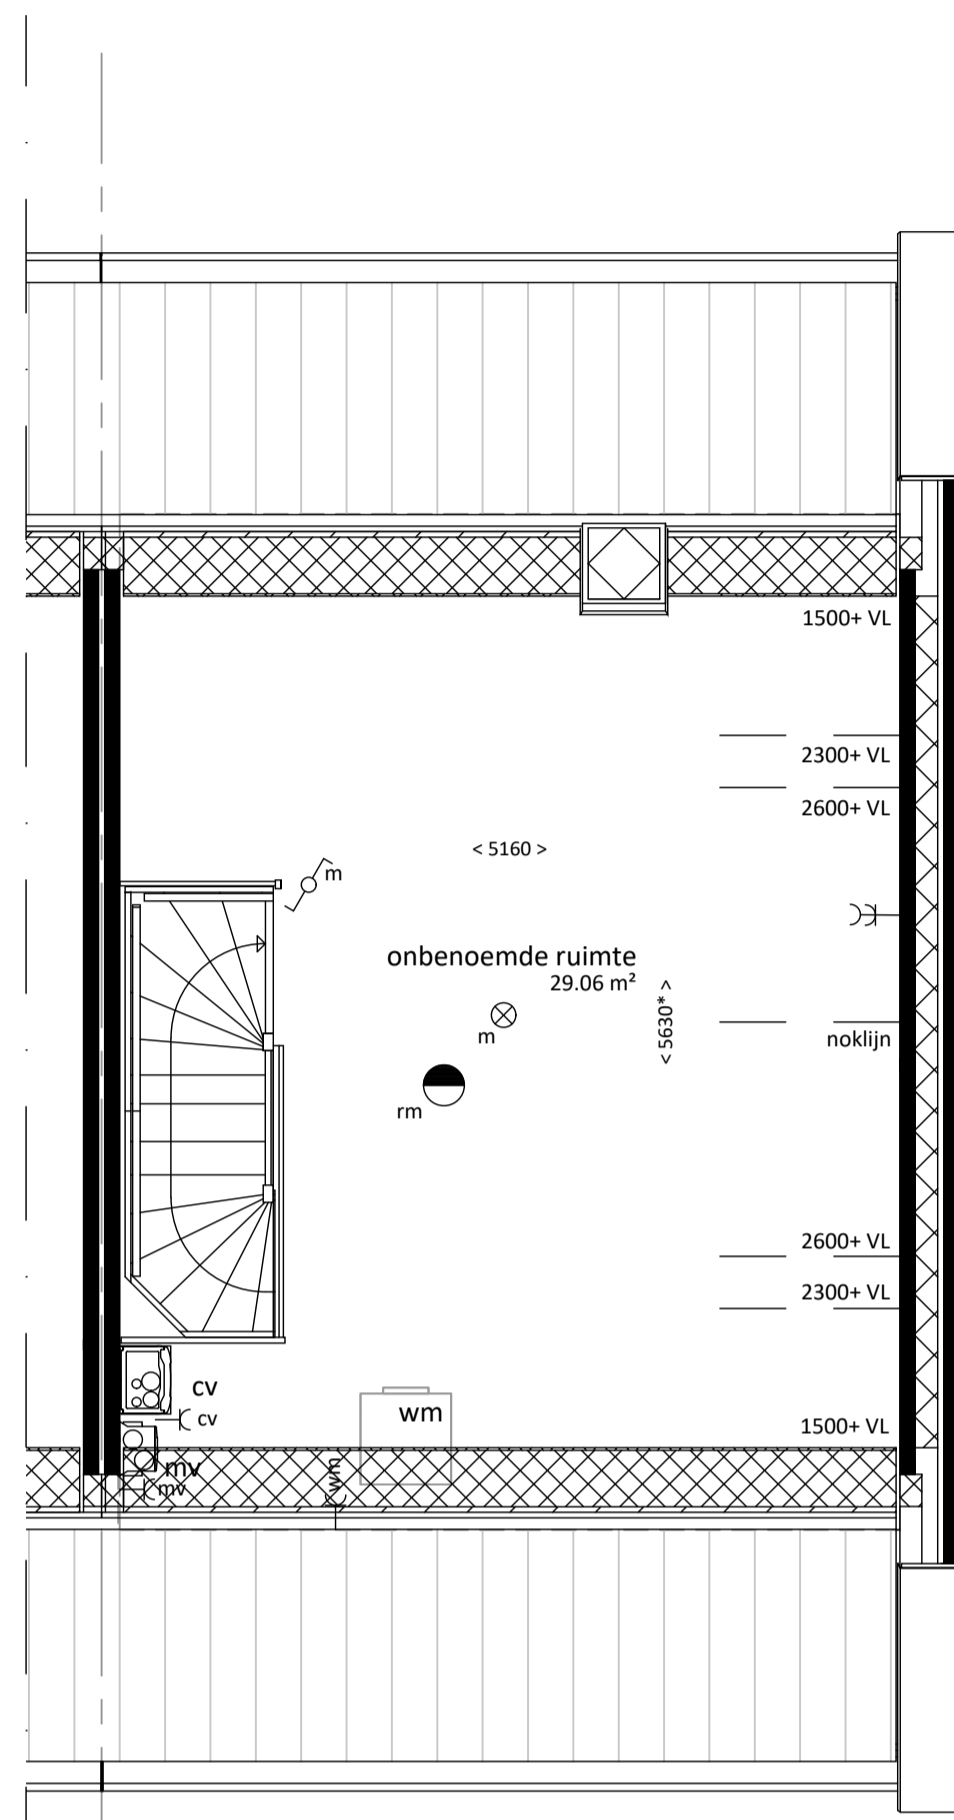 1500+ VL
2300+ VL
2600+ VL
< 5160 >
m
onbenoemde ruimte
29.06 m²
< 5630* >
m
noklijn
rm
2600+ VL
2300+ VL
cv
cv
wm
1500+ VL
mv
mv
wm